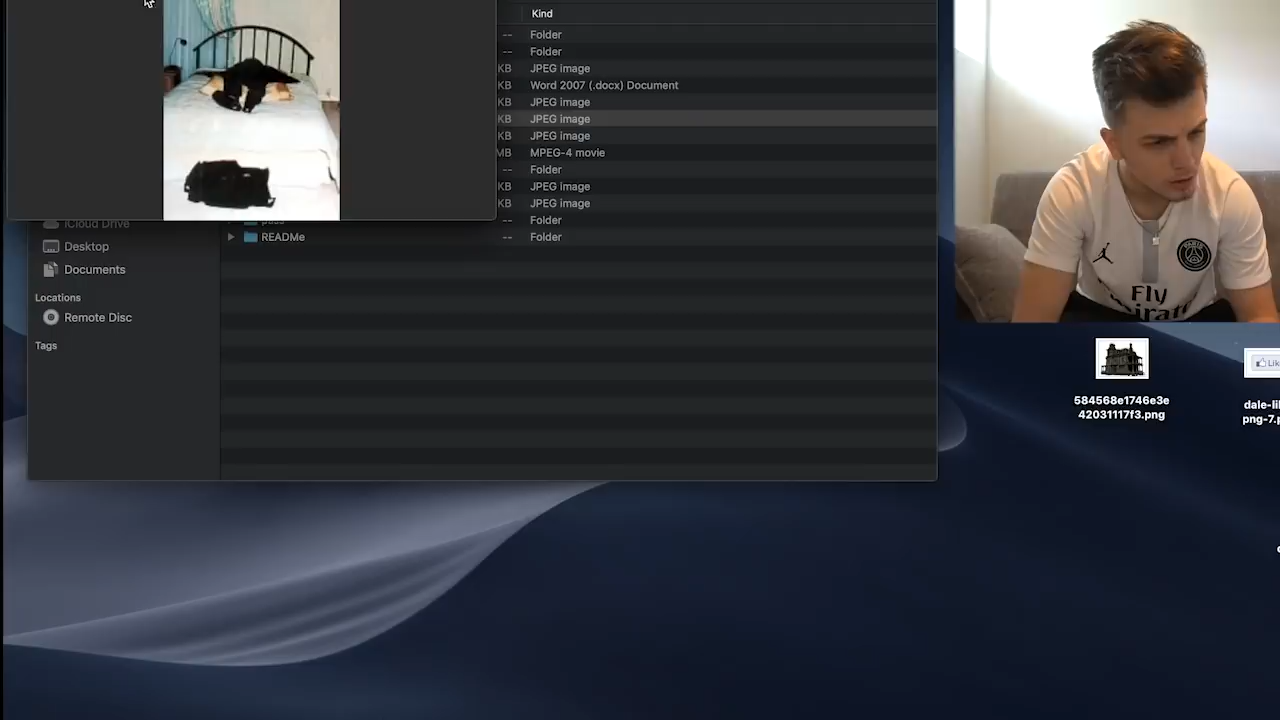 Kind
-- Folder
-- Folder
KB JPEG image
KB Word 2007 (.docx) Document
KB JPEG image
KB JPEG image
KB JPEG image
MB MPEG-4 movie
-- Folder
KB JPEG image
KB JPEG image
-- Folder
READMe -- Folder
iCloud Drive
Desktop
Documents
Locations
Remote Disc
Tags
Fly
584568e1746e3e
42031117f3.png
Lik
dale-li
png-7.p